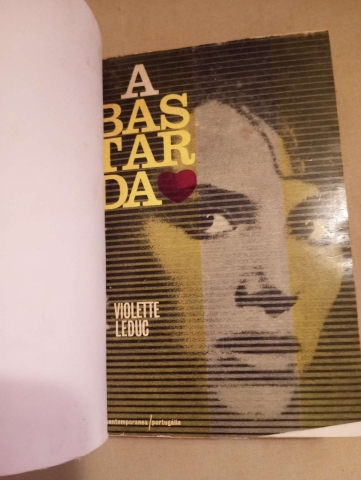 A
BAS
TAR
DA
VIOLETTE
LEDUC
contemporanea/portugália